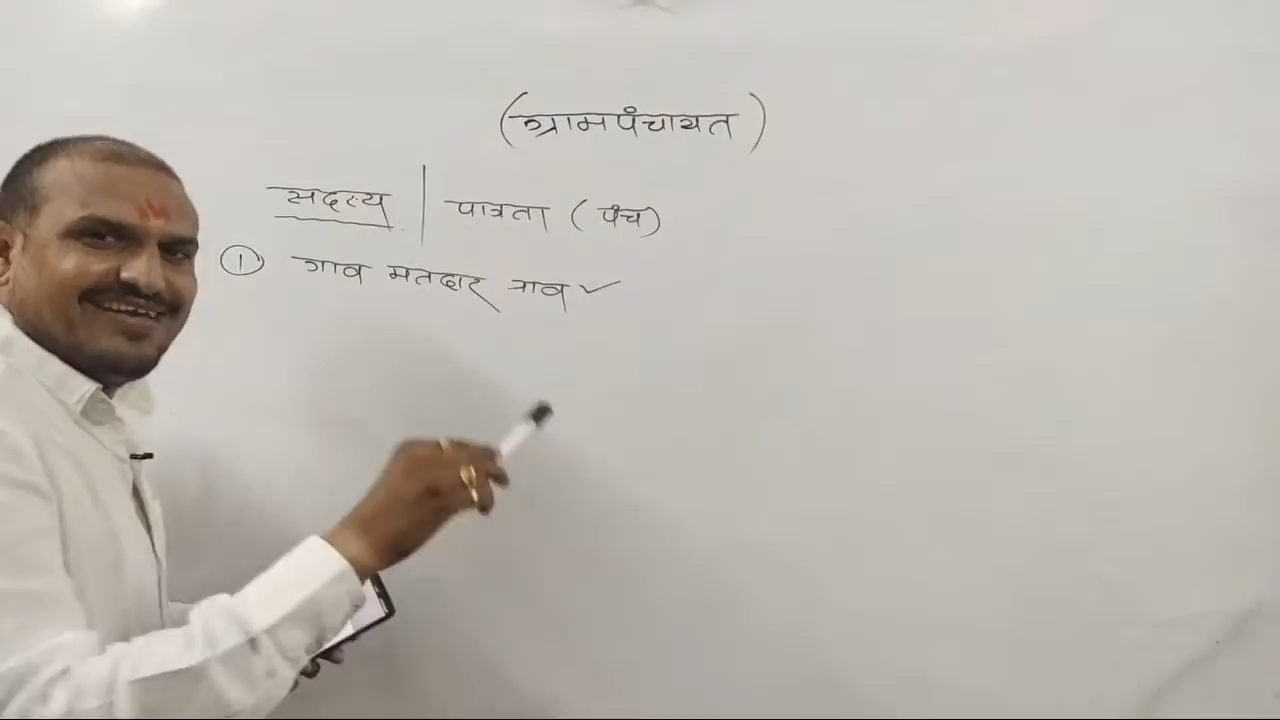 (ग्रामपंचायत)
सदस्य | पात्रता (पंच)
① गाव मतदार नाव ✓